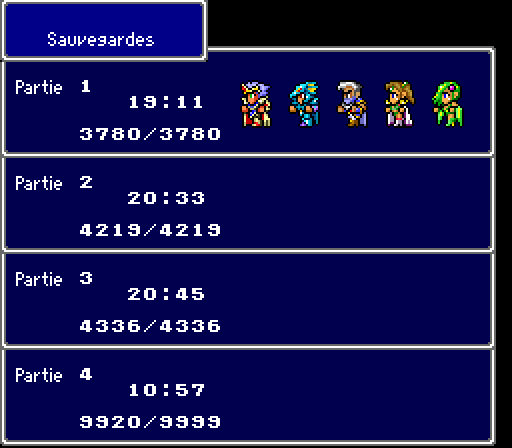 Sauvegardes
Partie 1
19:11
3780/3780
Partie 2
20:33
4219/4219
Partie 3
20:45
4336/4336
Partie 4
10:57
9920/9999